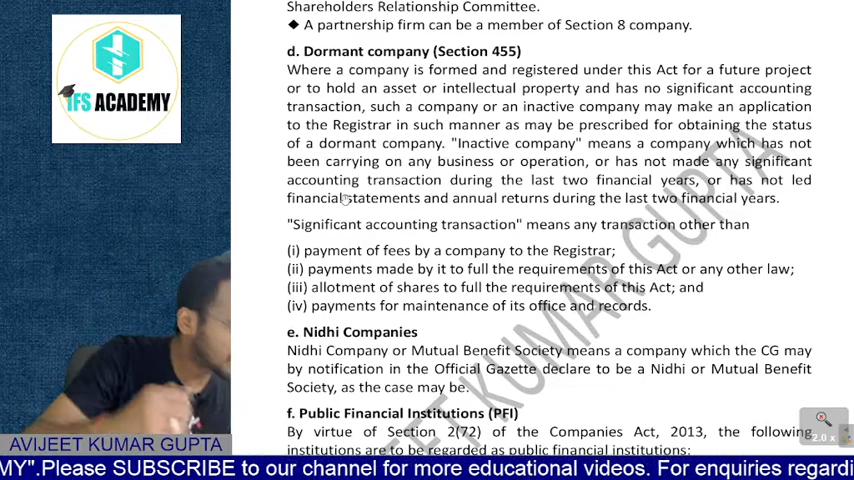 Shareholders Relationship Committee.
❖ A partnership firm can be a member of Section 8 company.
d. Dormant company (Section 455)
Where a company is formed and registered under this Act for a future project
or to hold an asset or intellectual property and has no significant accounting
transaction, such a company or an inactive company may make an application
to the Registrar in such manner as may be prescribed for obtaining the status
of a dormant company. "Inactive company" means a company which has not
been carrying on any business or operation, or has not made any significant
accounting transaction during the last two financial years, or has not led
financial statements and annual returns during the last two financial years.
"Significant accounting transaction" means any transaction other than
(i) payment of fees by a company to the Registrar;
(ii) payments made by it to full the requirements of this Act or any other law;
(iii) allotment of shares to full the requirements of this Act; and
(iv) payments for maintenance of its office and records.
e. Nidhi Companies
Nidhi Company or Mutual Benefit Society means a company which the CG may
by notification in the Official Gazette declare to be a Nidhi or Mutual Benefit
Society, as the case may be.
f. Public Financial Institutions (PFI)
By virtue of Section 2(72) of the Companies Act, 2013, the following
institutions are to be regarded as public financial institutions:
IFS ACADEMY
KUMAR GUPTA
2.0 x
AVIJEET KUMAR GUPTA
MY".Please SUBSCRIBE to our channel for more educational videos. For enquiries regardi